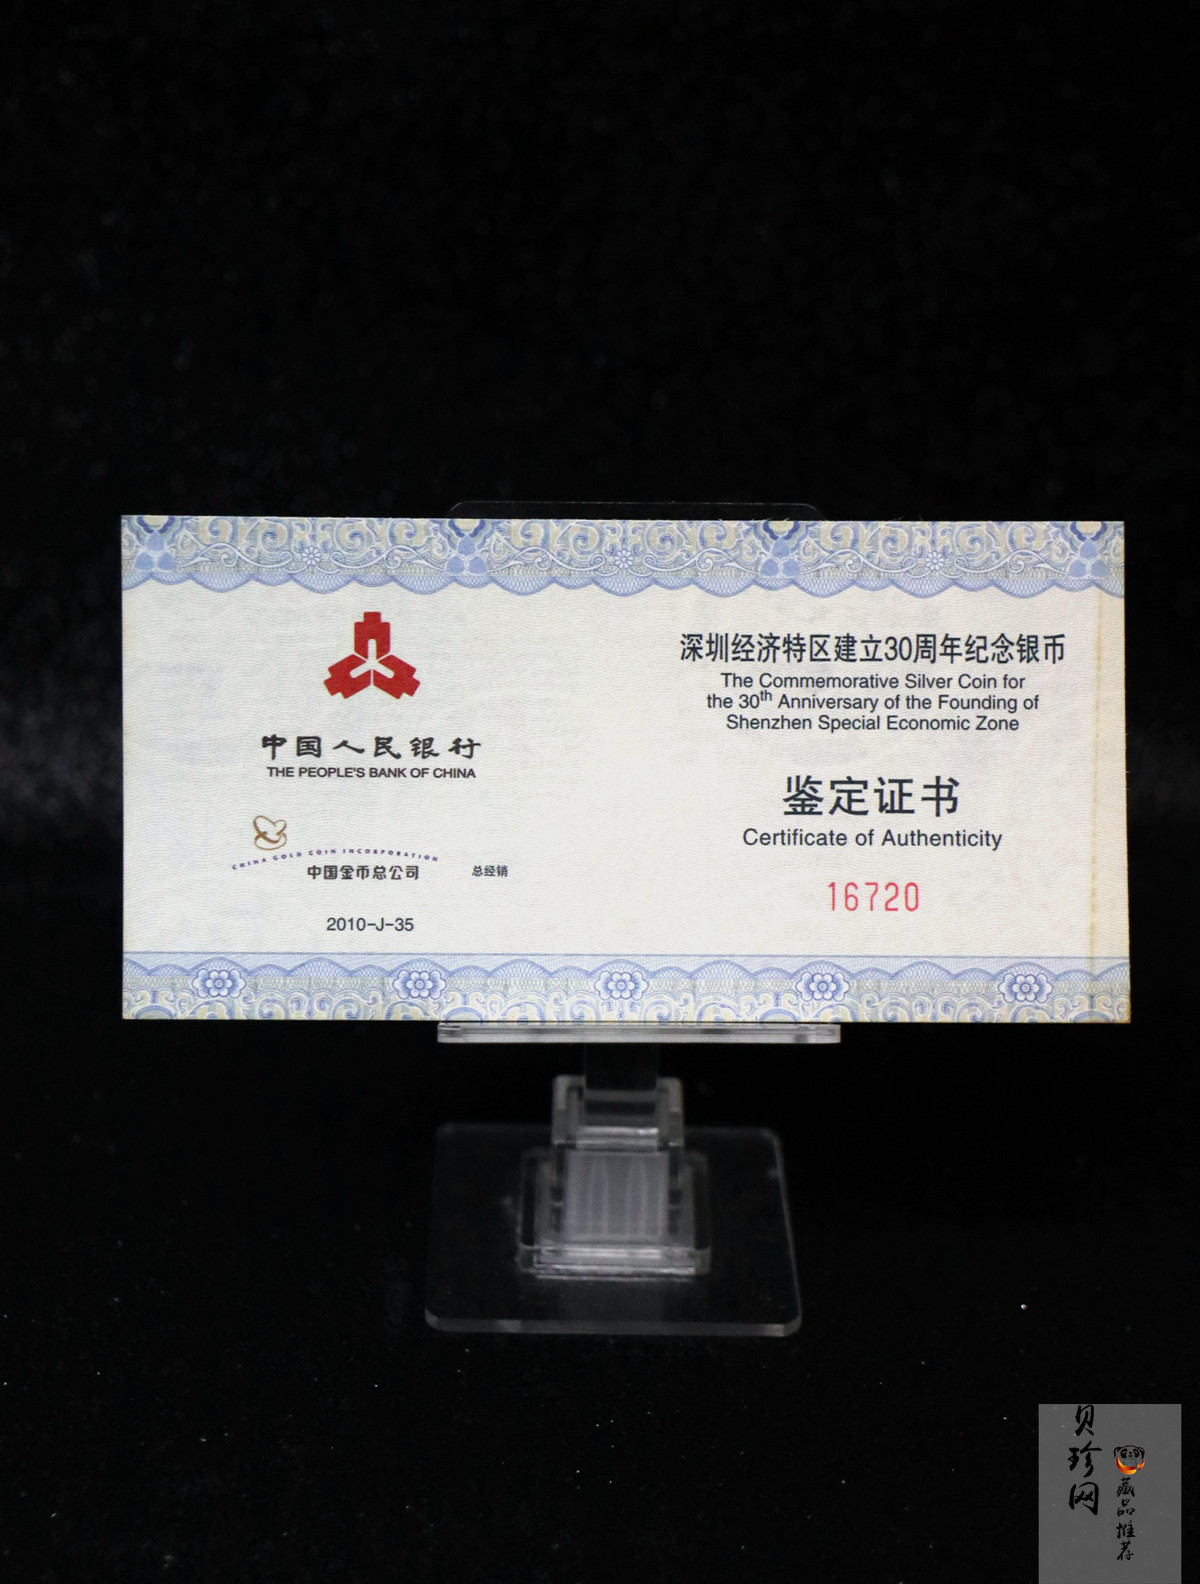 中国人民银行
THE PEOPLE'S BANK OF CHINA
CHINA GOLD COIN INCORPORATION
中国金币总公司 总经销
2010-J-35
深圳经济特区建立30周年纪念银币
The Commemorative Silver Coin for
the 30th Anniversary of the Founding of
Shenzhen Special Economic Zone
鉴定证书
Certificate of Authenticity
16720
贝珍网
藏品推荐